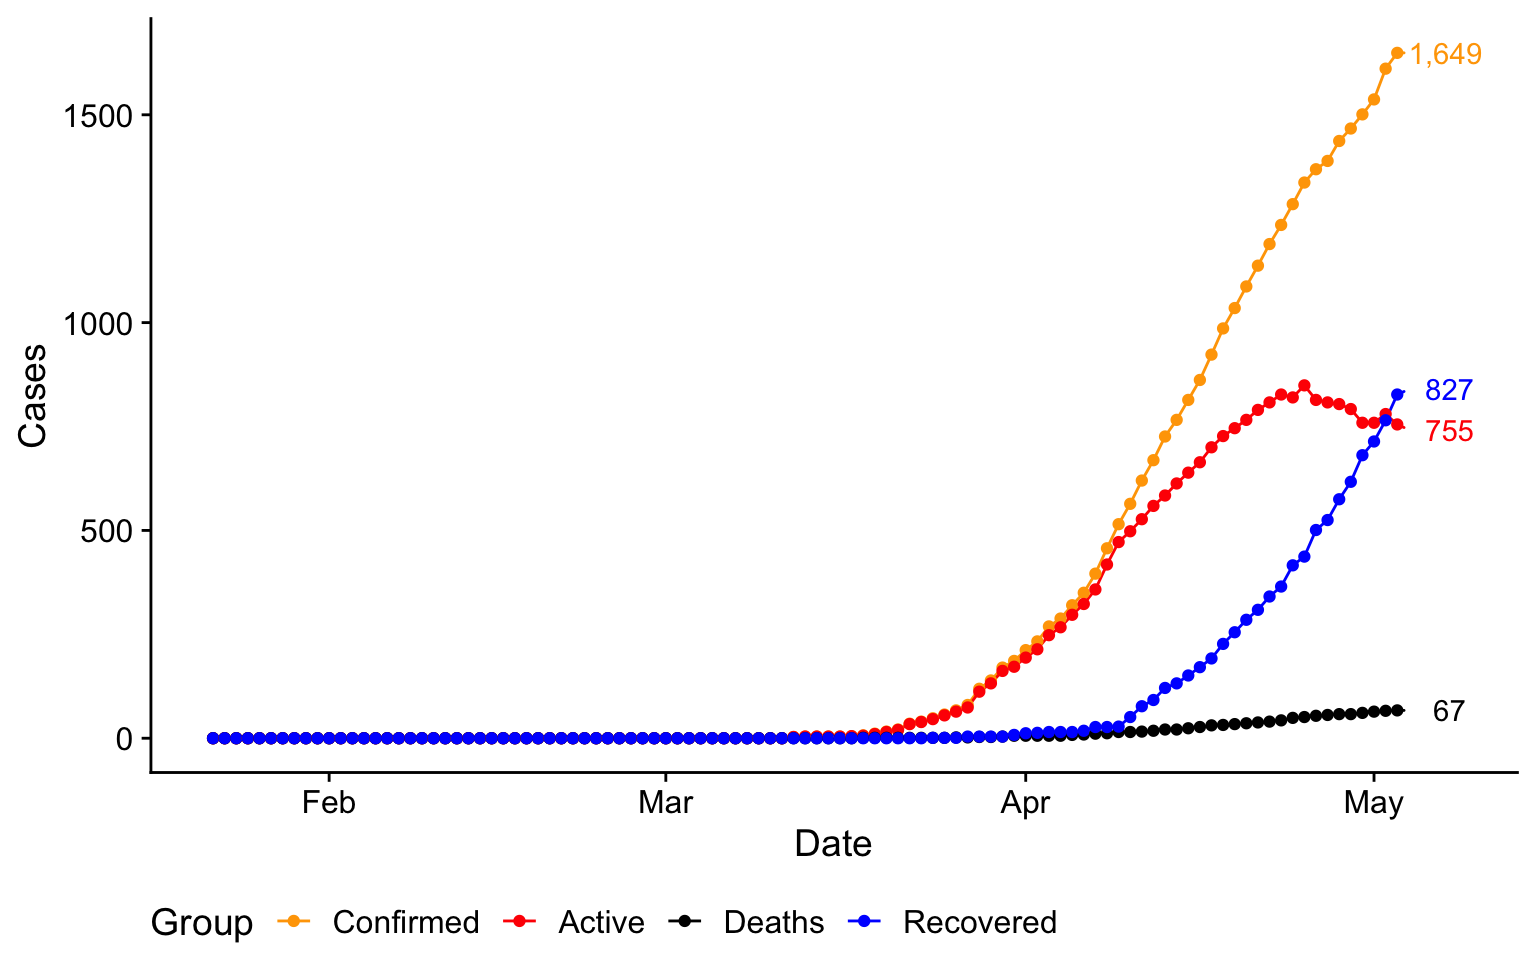 1,649
1500
1000
827
755
500
67
0
Cases
Feb Mar Apr May
Date
Group Confirmed Active Deaths Recovered